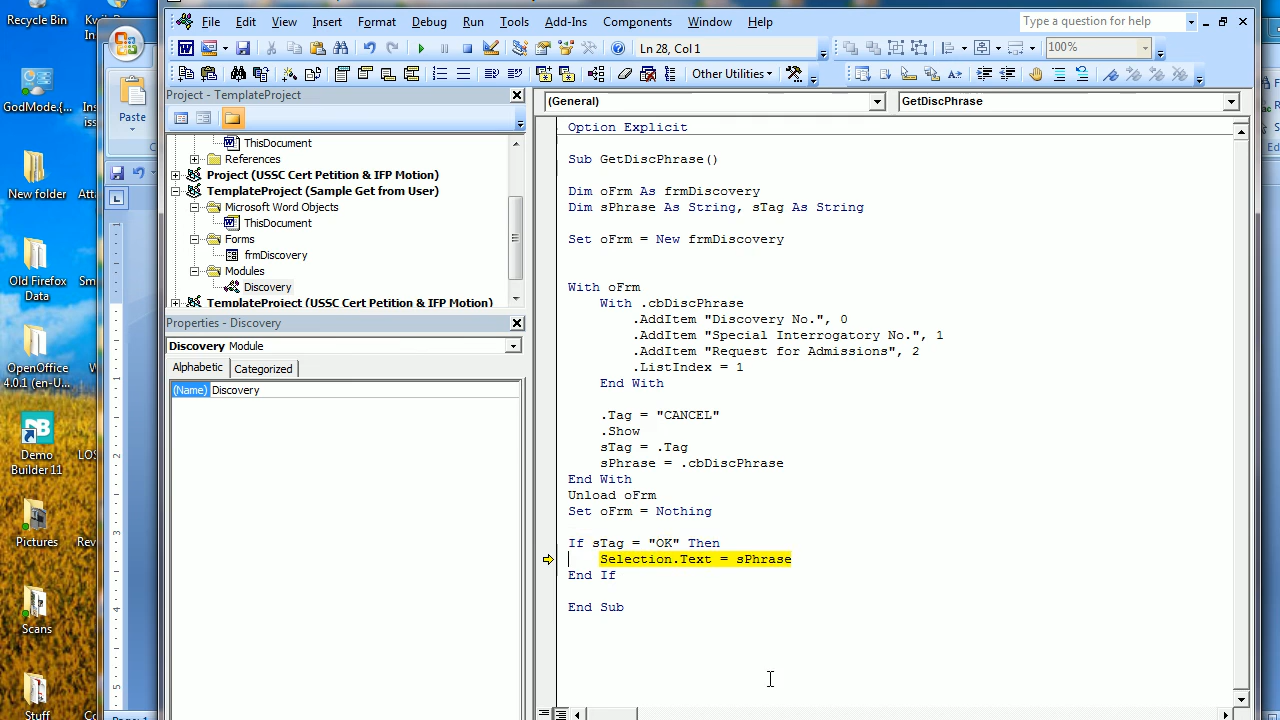 Recycle Bin
GodMode.{...
New folder
Old Firefox
Data
OpenOffice
4.0.1 (en-U...
Demo
Builder 11
Pictures
Scans
Stuff
Paste
File Edit View Insert Format Debug Run Tools Add-Ins Components Window Help
Type a question for help
Ln 28, Col 1
100%
Other Utilities
Project - TemplateProject
ThisDocument
References
Project (USSC Cert Petition & IFP Motion)
TemplateProject (Sample Get from User)
Microsoft Word Objects
ThisDocument
Forms
frmDiscovery
Modules
Discovery
TemplateProject (USSC Cert Petition & IFP Motion)
Properties - Discovery
Discovery Module
Alphabetic Categorized
(Name) Discovery
(General) GetDiscPhrase
Option Explicit
Sub GetDiscPhrase()
Dim oFrm As frmDiscovery
Dim sPhrase As String, sTag As String
Set oFrm = New frmDiscovery
With oFrm
With .cbDiscPhrase
.AddItem "Discovery No.", 0
.AddItem "Special Interrogatory No.", 1
.AddItem "Request for Admissions", 2
.ListIndex = 1
End With
.Tag = "CANCEL"
.Show
sTag = .Tag
sPhrase = .cbDiscPhrase
End With
Unload oFrm
Set oFrm = Nothing
If sTag = "OK" Then
Selection.Text = sPhrase
End If
End Sub